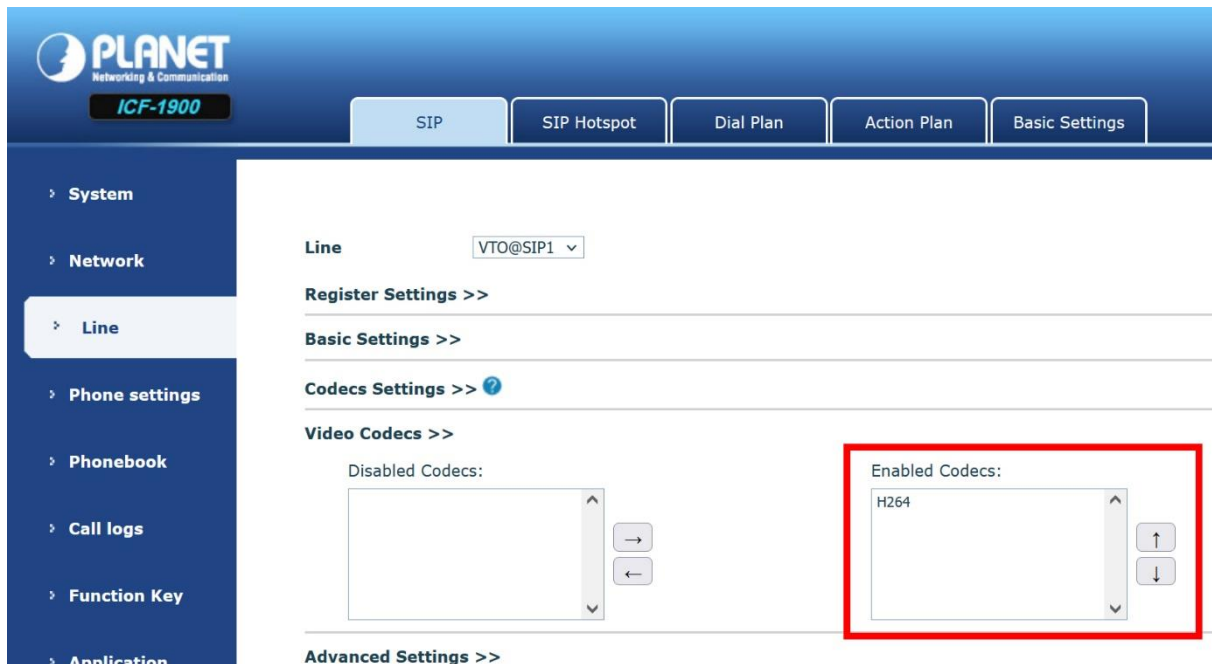 PLANET
Networking & Communication
ICF-1900
SIP
SIP Hotspot
Dial Plan
Action Plan
Basic Settings
› System
› Network
› Line
› Phone settings
› Phonebook
› Call logs
› Function Key
› Application
Line VTO@SIP1
Register Settings >>
Basic Settings >>
Codecs Settings >> ?
Video Codecs >>
Disabled Codecs:
→
←
Enabled Codecs:
H264
↑
↓
Advanced Settings >>